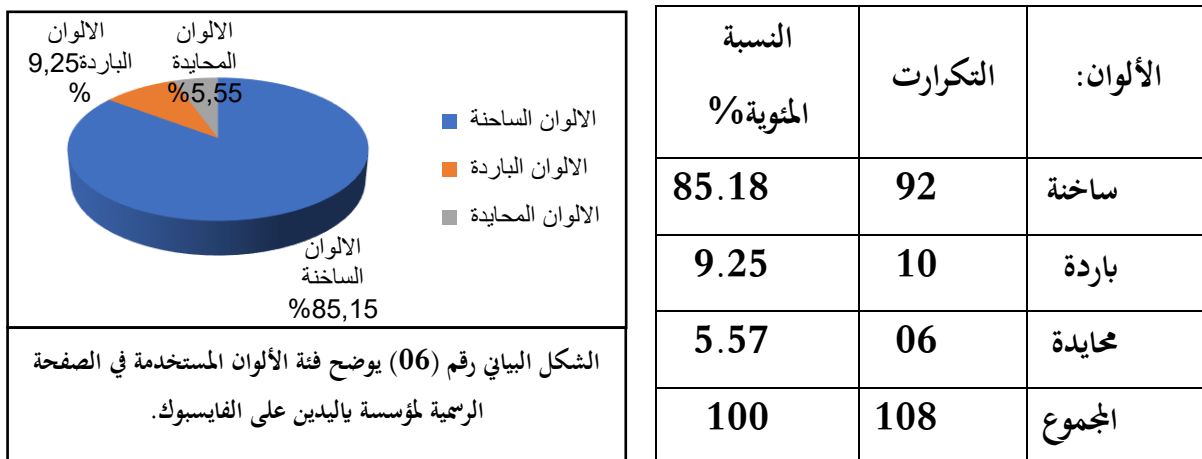 الألوان:
التكرارت
النسبة
المئوية%
ساخنة
92
85.18
باردة
10
9.25
محايدة
06
5.57
المجموع
108
100
الالوان
المحايدة
%5,55
الالوان
الباردة9,25
%
الالوان الساحنة
الالوان الباردة
الالوان المحايدة
الالوان
الساخنة
%85,15
الشكل البياني رقم (06) يوضح فئة الألوان المستخدمة في الصفحة
الرسمية لمؤسسة ياليدين على الفايسبوك.